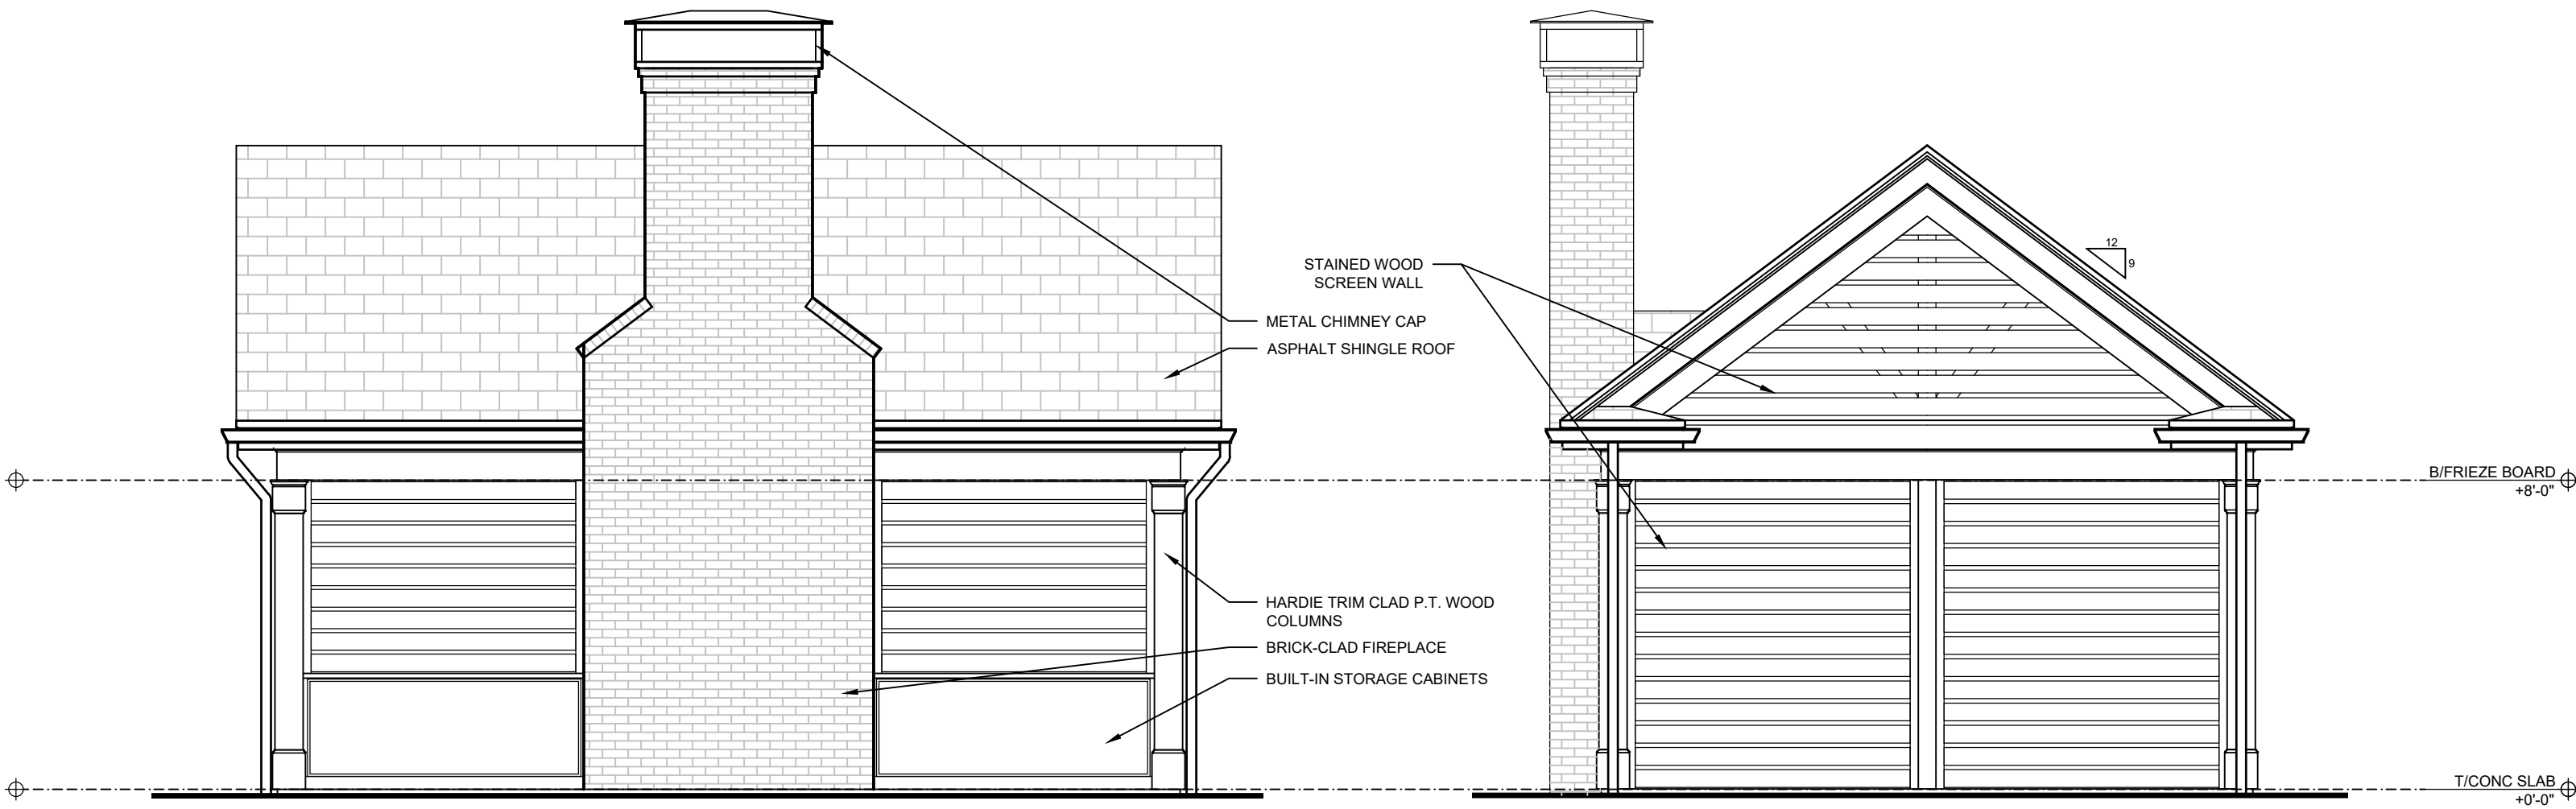 12
9
STAINED WOOD
SCREEN WALL
METAL CHIMNEY CAP
ASPHALT SHINGLE ROOF
B/FRIEZE BOARD
+8'-0"
HARDIE TRIM CLAD P.T. WOOD
COLUMNS
BRICK-CLAD FIREPLACE
BUILT-IN STORAGE CABINETS
T/CONC SLAB
+0'-0"